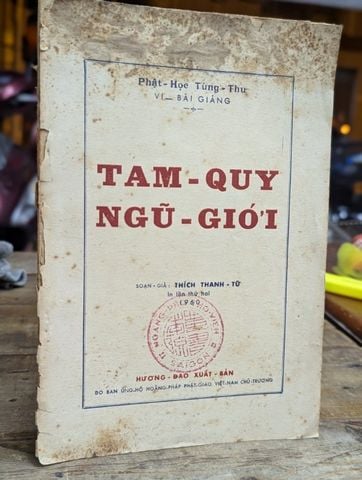 Phật-Học Tùng-Thư
VI— BÀI GIẢNG
TAM-QUY
NGŨ-GIỚI
SOẠN-GIẢ: THÍCH THANH-TỪ
In lần thứ hai
1960
SAIGON
HƯƠNG-ĐẠO XUẤT-BẢN
DO BAN ỦNG-HỘ HOẰNG-PHÁP PHẬT-GIÁO VIỆT-NAM CHỦ-TRƯƠNG